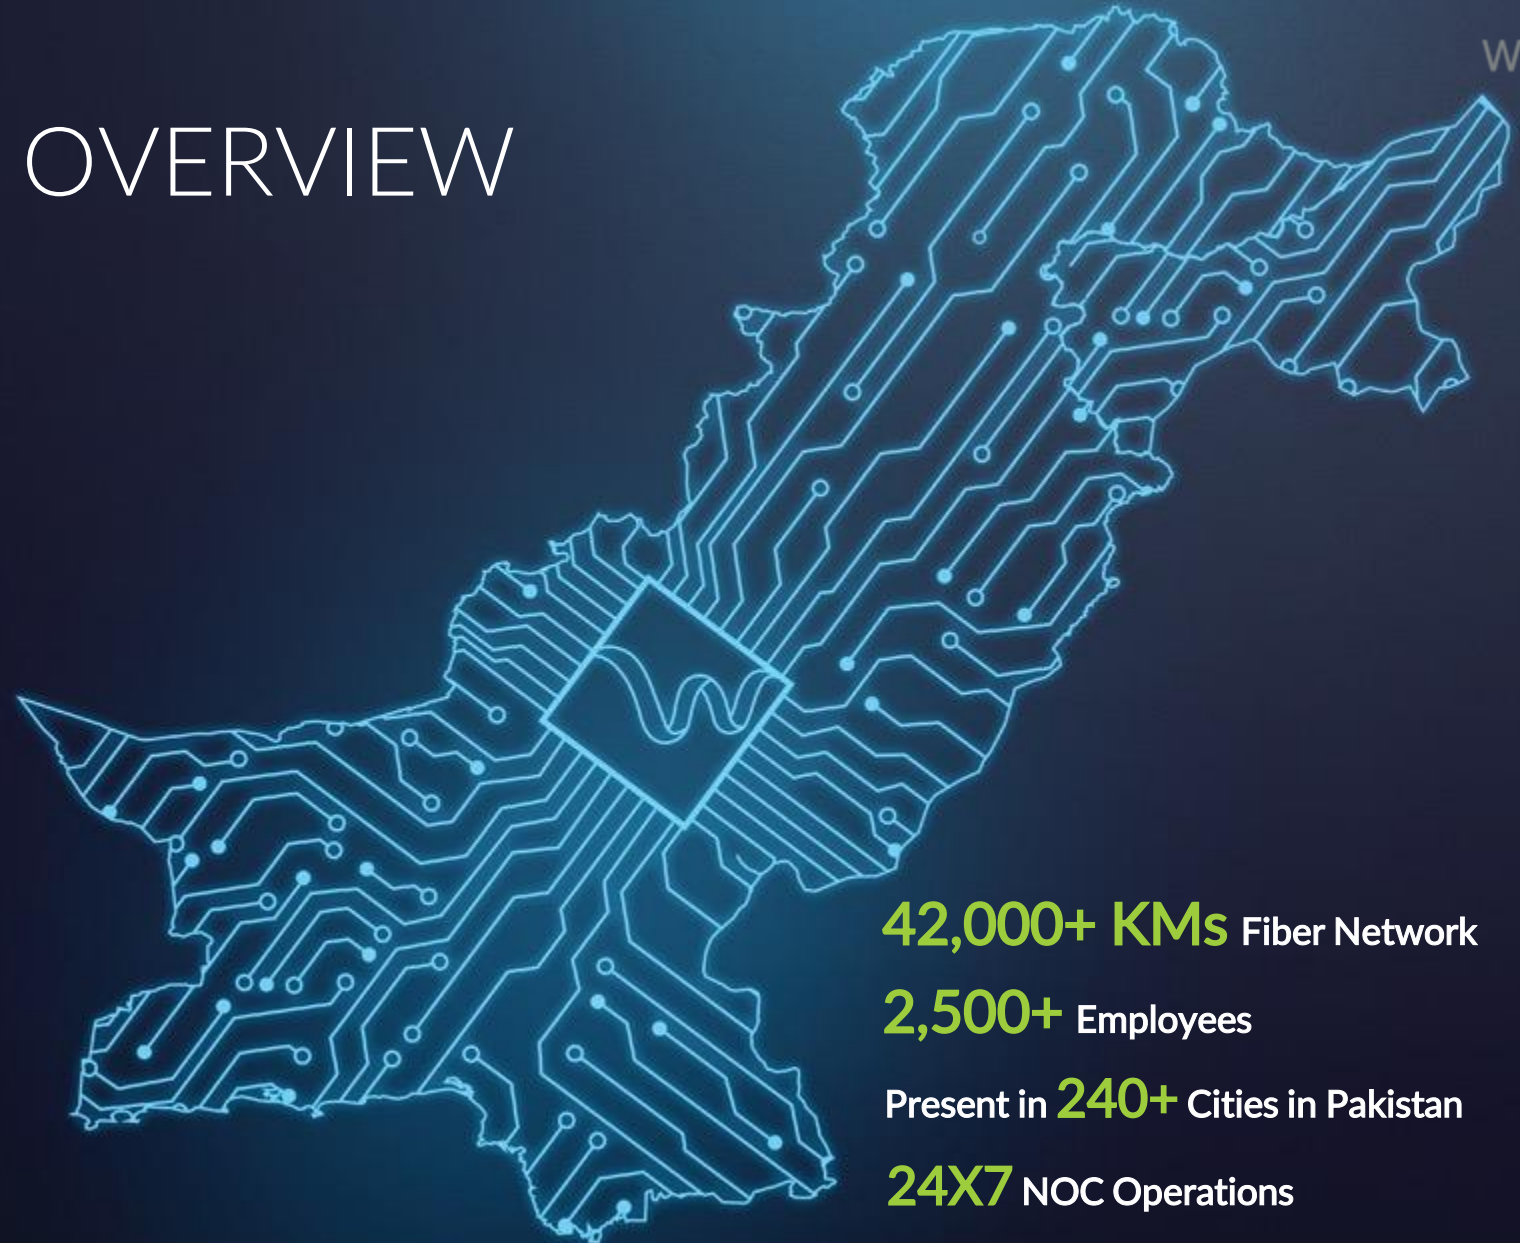 W
OVERVIEW
42,000+ KMs Fiber Network
2,500+ Employees
Present in 240+ Cities in Pakistan
24X7 NOC Operations